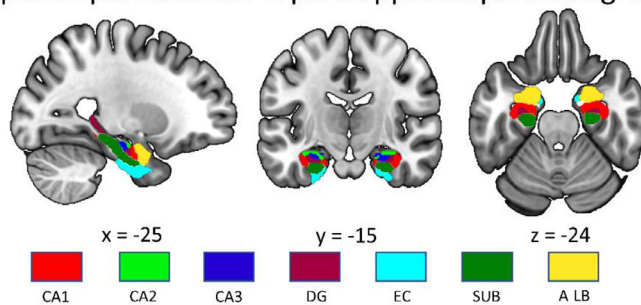 x = -25 y = -15 z = -24
CA1 CA2 CA3 DG EC SUB A LB